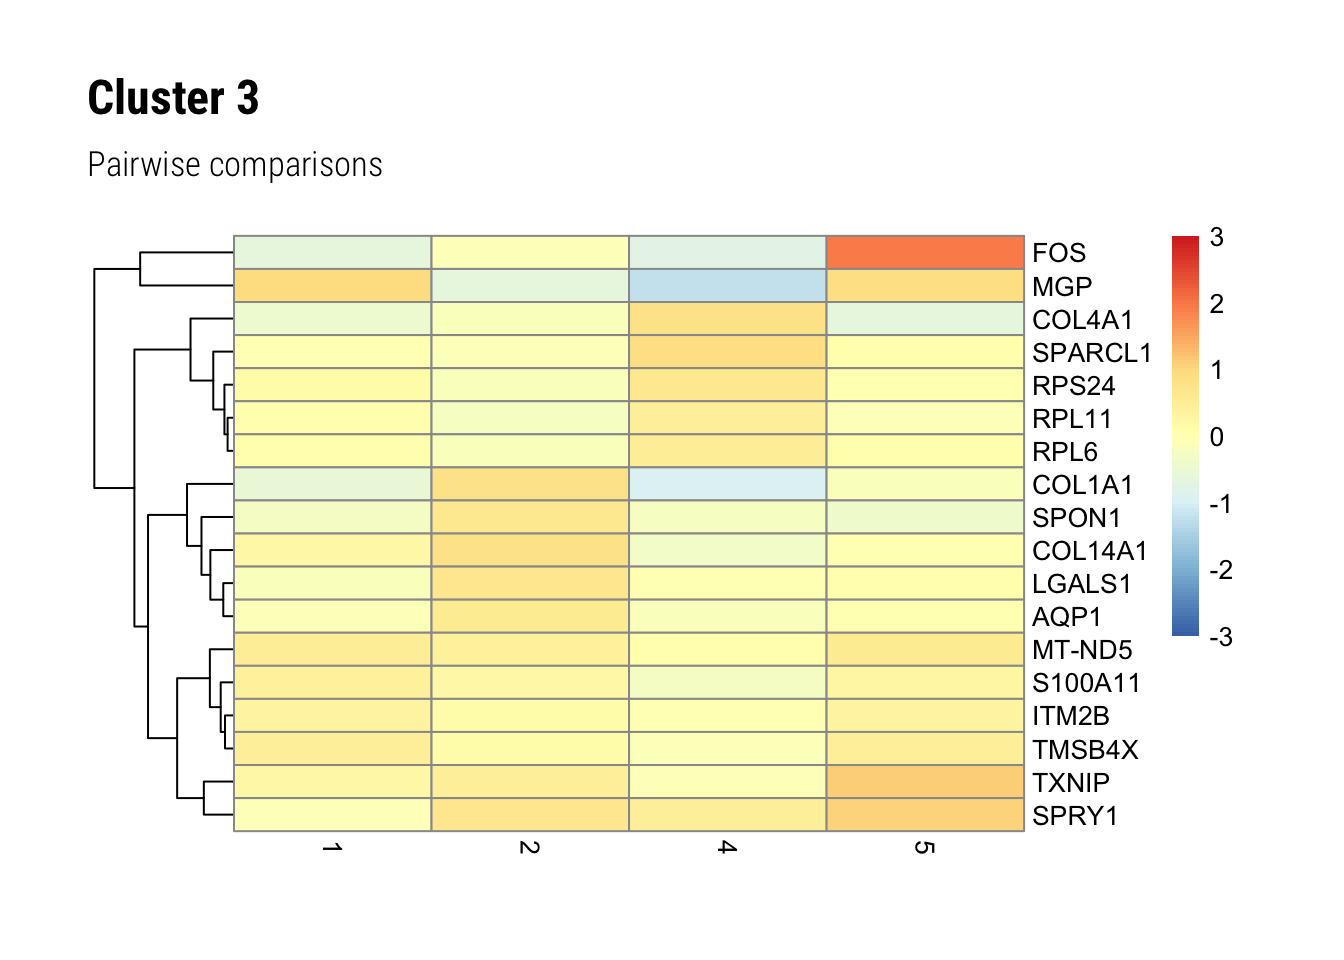 Cluster 3
Pairwise comparisons
FOS
MGP
COL4A1
SPARCL1
RPS24
RPL11
RPL6
COL1A1
SPON1
COL14A1
LGALS1
AQP1
MT-ND5
S100A11
ITM2B
TMSB4X
TXNIP
SPRY1
3
2
1
0
-1
-2
-3
1 2 4 5